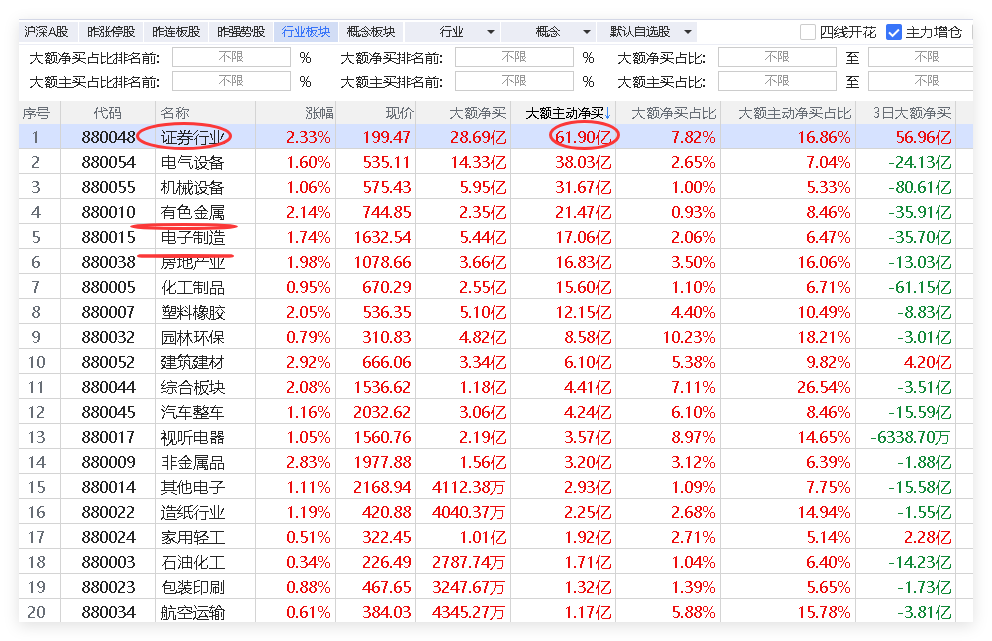 沪深A股 昨涨停股 昨连板股 昨强势股 行业板块 概念板块 行业 概念 默认自选股 四线开花 主力增仓
大额净买占比排名前: 不限 % 大额净买排名前: 不限 % 大额净买占比: 不限 至 不限
大额主买占比排名前: 不限 % 大额主买排名前: 不限 % 大额主买占比: 不限 至 不限
序号 代码 名称 涨幅 现价 大额净买 大额主动净买↓ 大额净买占比 大额主动净买占比 3日大额净买
1 880048 证券行业 2.33% 199.47 28.69亿 61.90亿 7.82% 16.86% 56.96亿
2 880054 电气设备 1.60% 535.11 14.33亿 38.03亿 2.65% 7.04% -24.13亿
3 880055 机械设备 1.06% 575.43 5.95亿 31.67亿 1.00% 5.33% -80.61亿
4 880010 有色金属 2.14% 744.85 2.35亿 21.47亿 0.93% 8.46% -35.91亿
5 880015 电子制造 1.74% 1632.54 5.44亿 17.06亿 2.06% 6.47% -35.70亿
6 880038 房地产业 1.98% 1078.66 3.66亿 16.83亿 3.50% 16.06% -13.03亿
7 880005 化工制品 0.95% 670.29 2.55亿 15.60亿 1.10% 6.71% -61.15亿
8 880007 塑料橡胶 2.05% 536.35 5.10亿 12.15亿 4.40% 10.49% -8.83亿
9 880032 园林环保 0.79% 310.83 4.82亿 8.58亿 10.23% 18.21% -3.01亿
10 880052 建筑建材 2.92% 666.06 3.34亿 6.10亿 5.38% 9.82% 4.20亿
11 880044 综合板块 2.08% 1536.62 1.18亿 4.41亿 7.11% 26.54% -3.51亿
12 880045 汽车整车 1.16% 2032.62 3.06亿 4.24亿 6.10% 8.46% -15.59亿
13 880017 视听电器 1.05% 1560.76 2.19亿 3.57亿 8.97% 14.65% -6338.70万
14 880009 非金属品 2.83% 1977.88 1.56亿 3.20亿 3.12% 6.39% -1.88亿
15 880014 其他电子 1.11% 2168.94 4112.38万 2.93亿 1.09% 7.75% -15.58亿
16 880022 造纸行业 1.19% 420.88 4040.37万 2.25亿 2.68% 14.94% -1.55亿
17 880024 家用轻工 0.51% 322.45 1.01亿 1.92亿 2.71% 5.14% 2.28亿
18 880003 石油化工 0.34% 226.49 2787.74万 1.71亿 1.04% 6.40% -14.23亿
19 880023 包装印刷 0.88% 467.65 3247.67万 1.32亿 1.39% 5.65% -1.73亿
20 880034 航空运输 0.61% 384.03 4345.27万 1.17亿 5.88% 15.78% -3.81亿